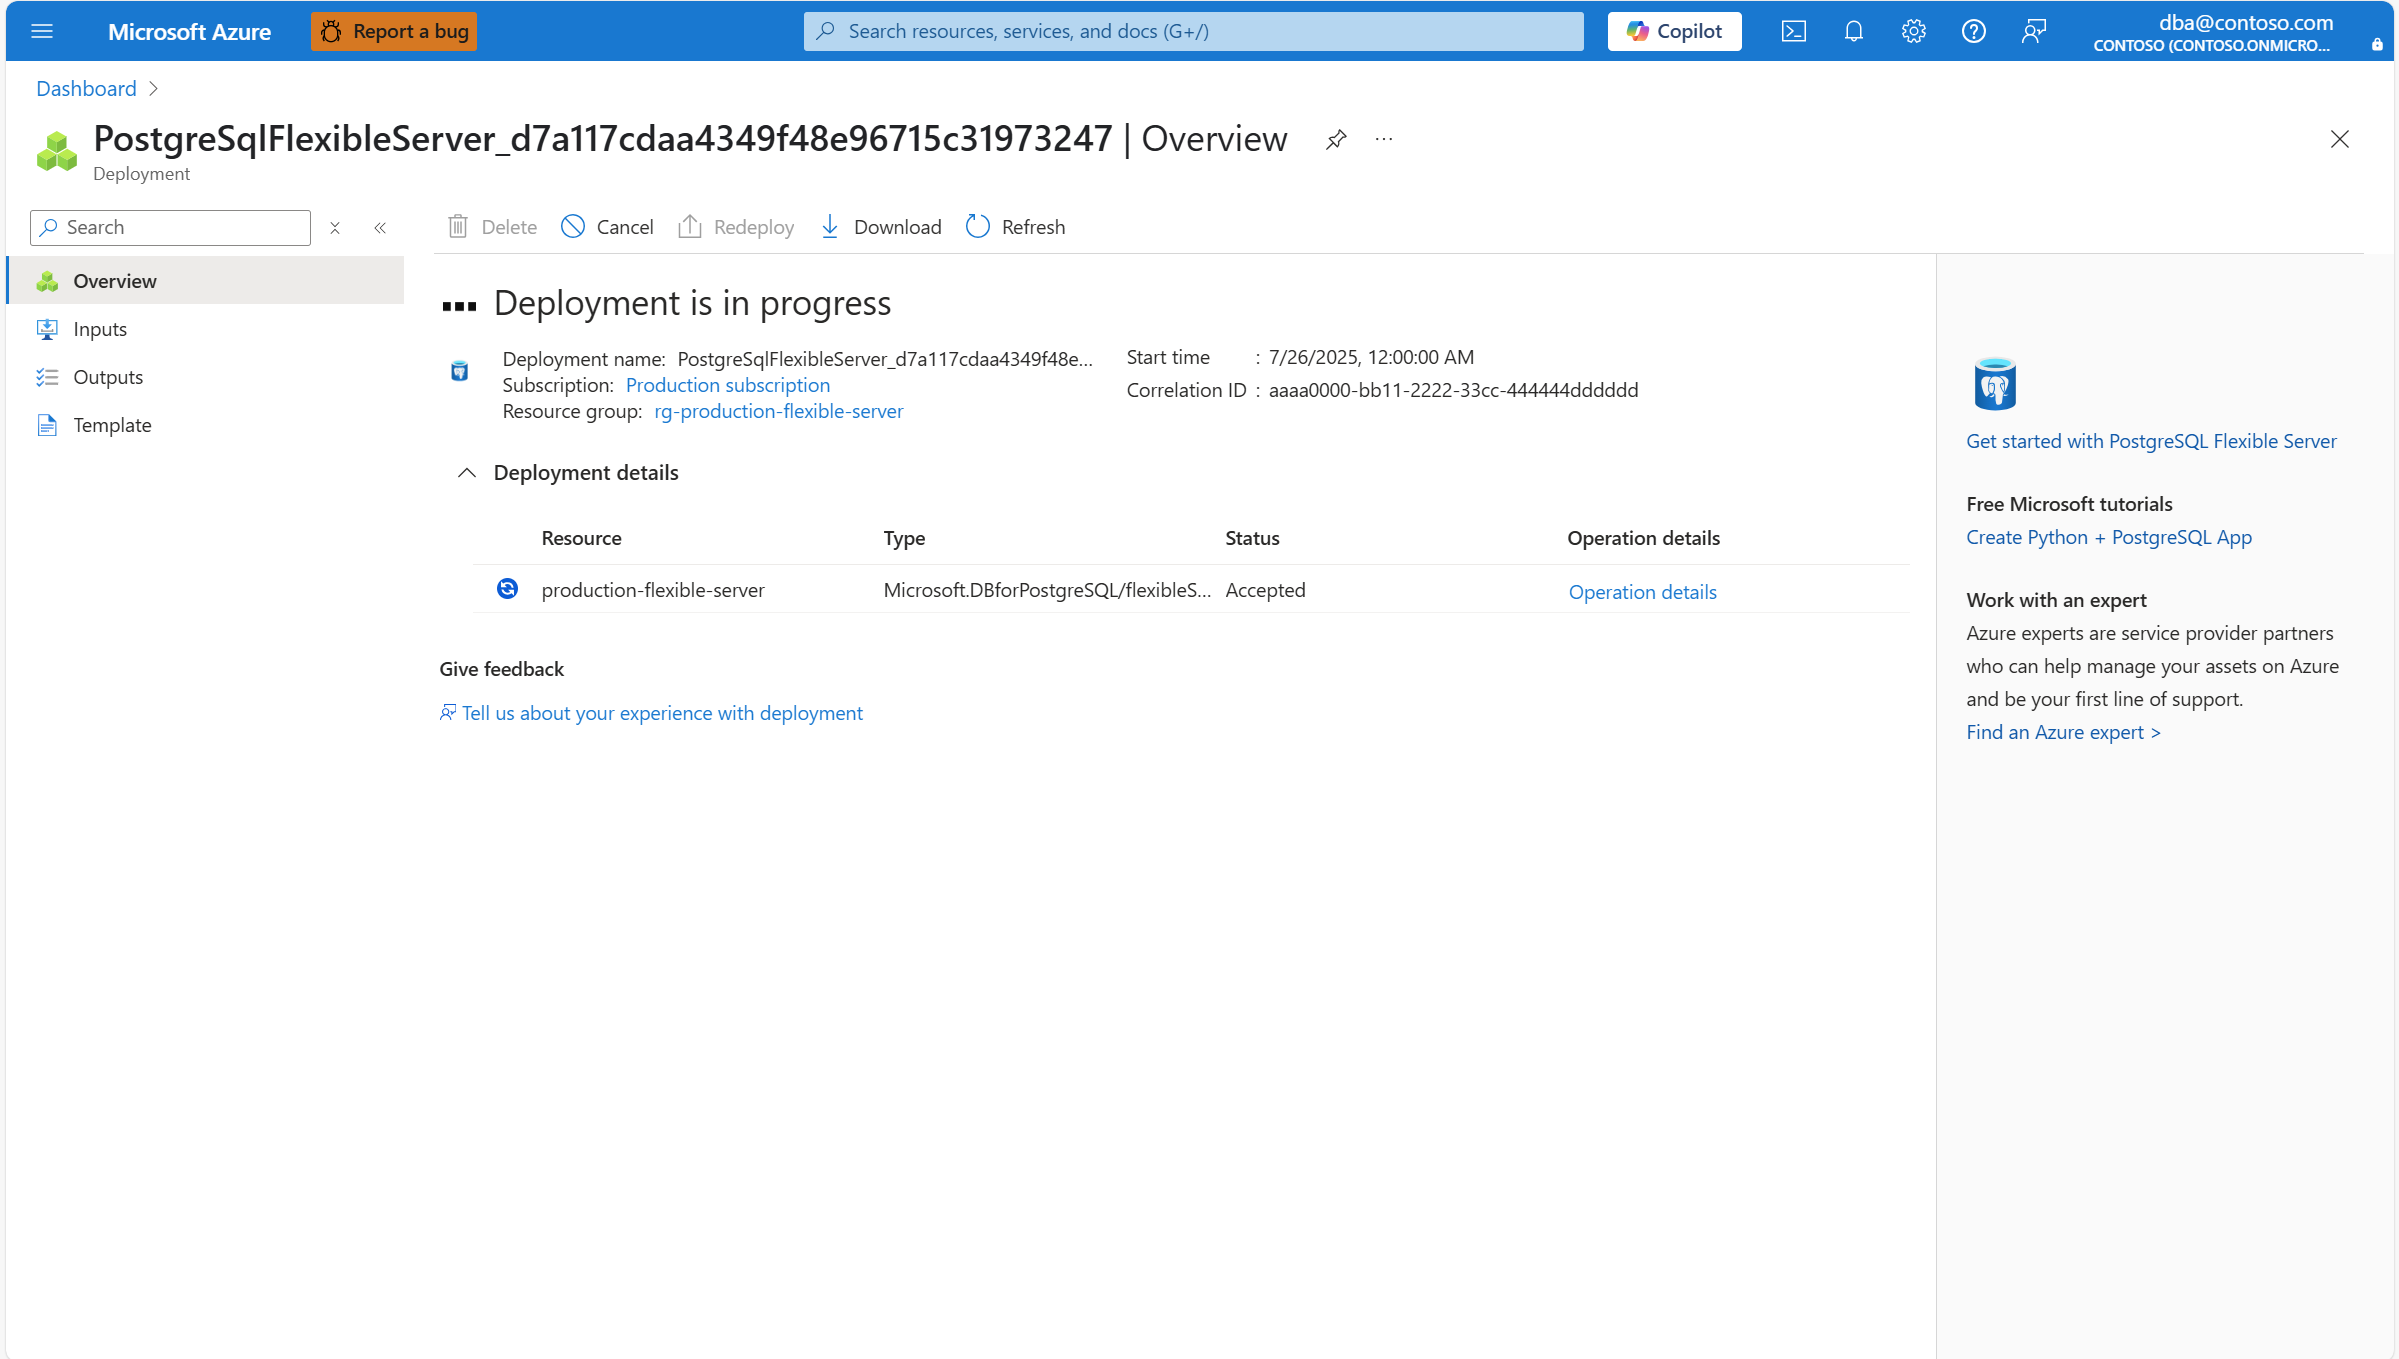 Microsoft Azure
Report a bug
Search resources, services, and docs (G+/)
Copilot
dba@contoso.com
CONTOSO (CONTOSO.ONMICRO...
Dashboard
PostgreSqlFlexibleServer_d7a117cdaa4349f48e96715c31973247 | Overview
Deployment
Search
Delete
Cancel
Redeploy
Download
Refresh
Overview
Inputs
Outputs
Template
Deployment is in progress
Deployment name: PostgreSqlFlexibleServer_d7a117cdaa4349f48e...
Subscription: Production subscription
Resource group: rg-production-flexible-server
Start time : 7/26/2025, 12:00:00 AM
Correlation ID : aaaa0000-bb11-2222-33cc-444444dddddd
Deployment details
Resource Type Status Operation details
production-flexible-server Microsoft.DBforPostgreSQL/flexibleS... Accepted Operation details
Give feedback
Tell us about your experience with deployment
Get started with PostgreSQL Flexible Server
Free Microsoft tutorials
Create Python + PostgreSQL App
Work with an expert
Azure experts are service provider partners
who can help manage your assets on Azure
and be your first line of support.
Find an Azure expert >